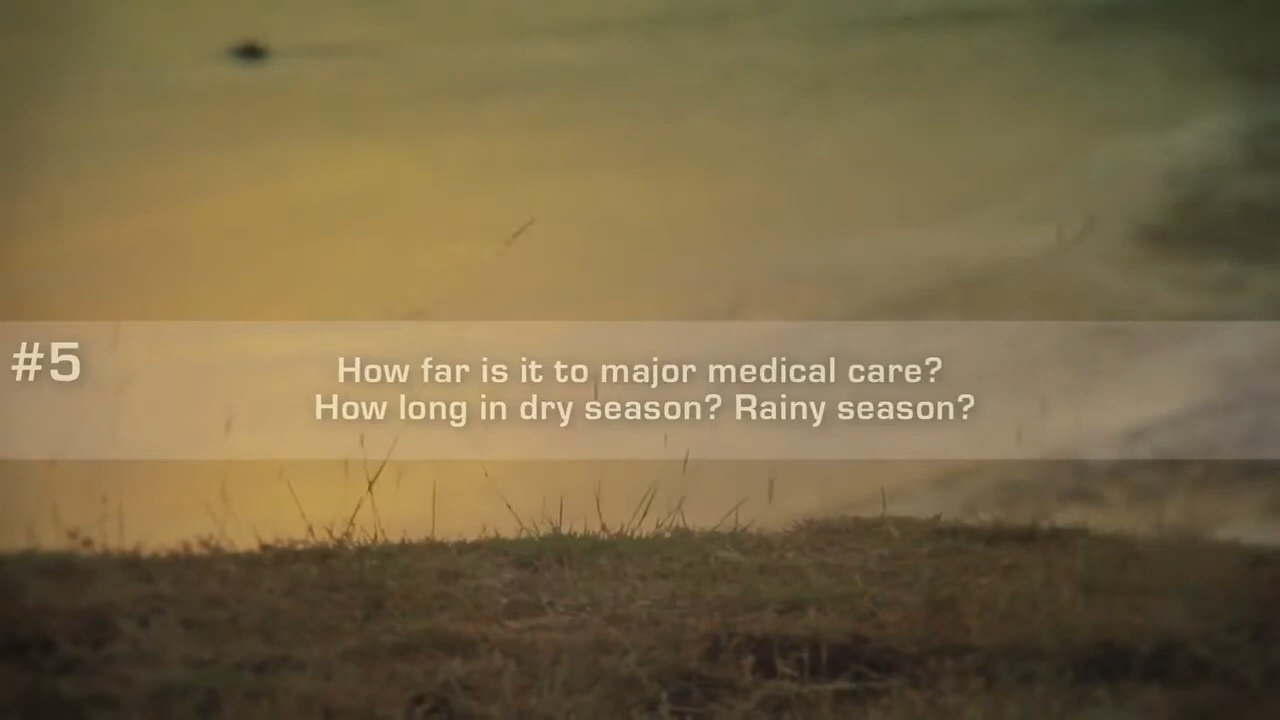 #5
How far is it to major medical care?
How long in dry season? Rainy season?